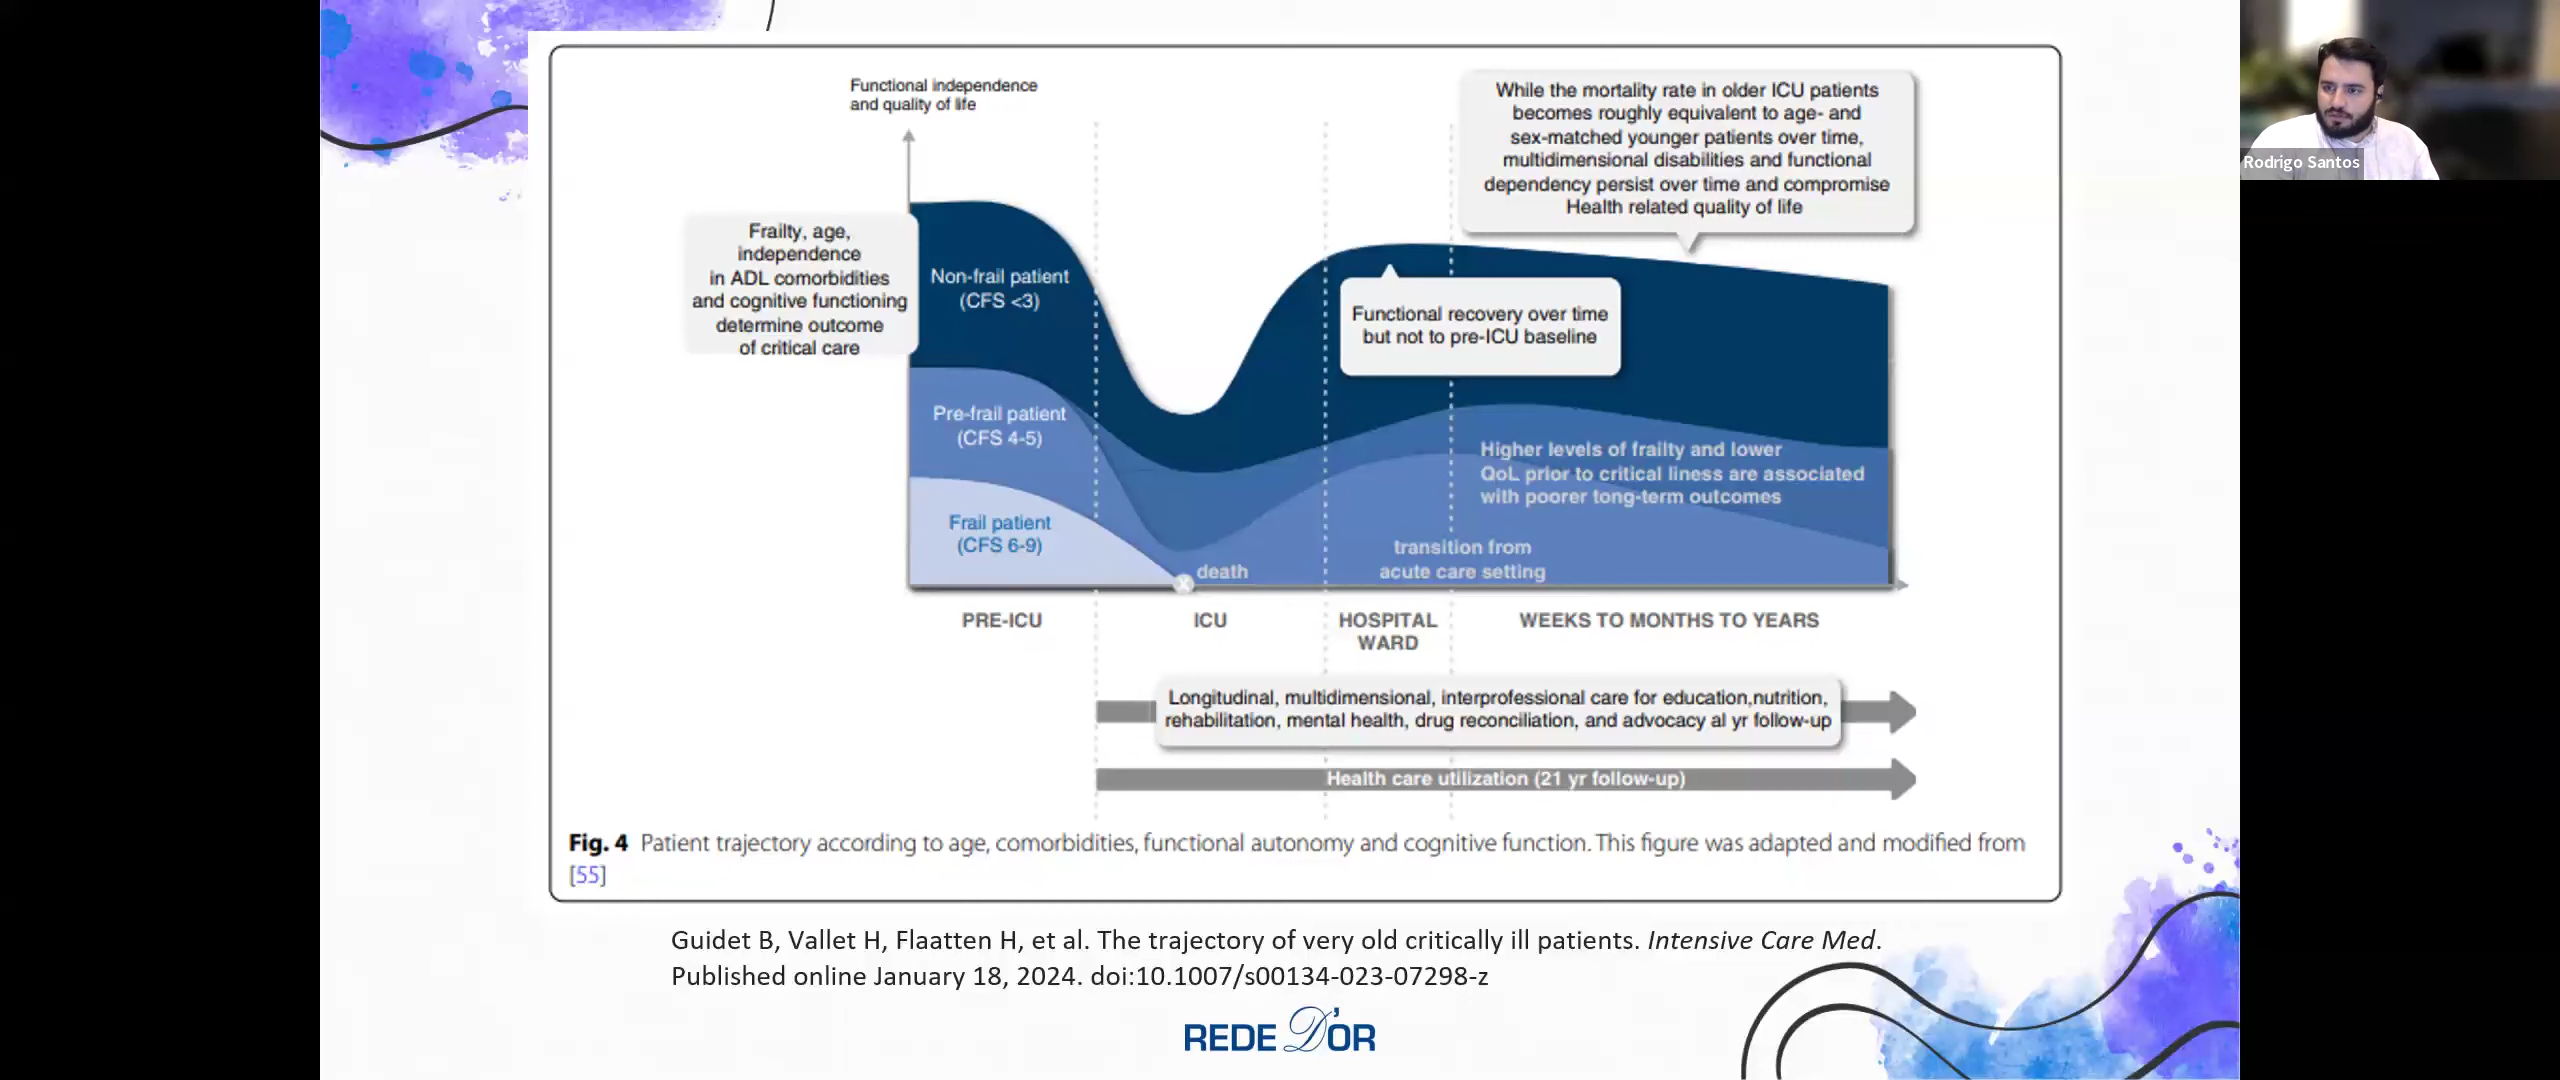 Functional independence
and quality of life
While the mortality rate in older ICU patients
becomes roughly equivalent to age- and
sex-matched younger patients over time,
multidimensional disabilities and functional
dependency persist over time and compromise
Health related quality of life
Rodrigo Santos
Frailty, age,
independence
in ADL comorbidities
and cognitive functioning
determine outcome
of critical care
Non-frail patient
(CFS <3)
Functional recovery over time
but not to pre-ICU baseline
Pre-frail patient
(CFS 4-5)
Higher levels of frailty and lower
QoL prior to critical liness are associated
with poorer tong-term outcomes
Frail patient
(CFS 6-9)
x
death
transition from
acute care setting
PRE-ICU
ICU
HOSPITAL
WARD
WEEKS TO MONTHS TO YEARS
Longitudinal, multidimensional, interprofessional care for education,nutrition,
rehabilitation, mental health, drug reconciliation, and advocacy al yr follow-up
Health care utilization (21 yr follow-up)
Fig. 4 Patient trajectory according to age, comorbidities, functional autonomy and cognitive function. This figure was adapted and modified from
[55]
Guidet B, Vallet H, Flaatten H, et al. The trajectory of very old critically ill patients. Intensive Care Med.
Published online January 18, 2024. doi:10.1007/s00134-023-07298-z
REDE D'OR